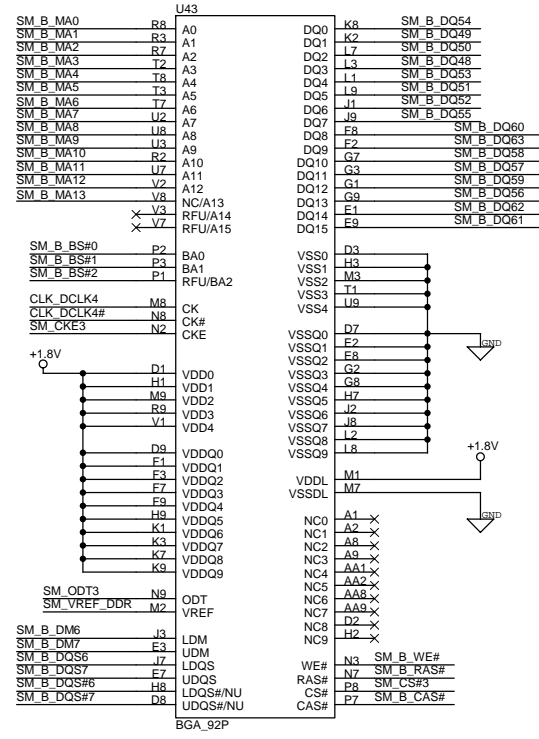 U43
SM_B_MA0 R8 A0
SM_B_MA1 R3 A1
SM_B_MA2 R7 A2
SM_B_MA3 T2 A3
SM_B_MA4 T8 A4
SM_B_MA5 T3 A5
SM_B_MA6 T7 A6
SM_B_MA7 U2 A7
SM_B_MA8 U8 A8
SM_B_MA9 U3 A9
SM_B_MA10 R2 A10
SM_B_MA11 U7 A11
SM_B_MA12 V2 A12
SM_B_MA13 V8 NC/A13
V3 RFU/A14
V7 RFU/A15
SM_B_BS#0 P2 BA0
SM_B_BS#1 P3 BA1
SM_B_BS#2 P1 RFU/BA2
CLK_DCLK4 M8 CK
CLK_DCLK4# N8 CK#
SM_CKE3 N2 CKE
+1.8V
D1 VDD0
H1 VDD1
M9 VDD2
R9 VDD3
V1 VDD4
D9 VDDQ0
F1 VDDQ1
F3 VDDQ2
F7 VDDQ3
F9 VDDQ4
H9 VDDQ5
K1 VDDQ6
K3 VDDQ7
K7 VDDQ8
K9 VDDQ9
SM_ODT3 N9 ODT
SM_VREF_DDR M2 VREF
SM_B_DM6 J3 LDM
SM_B_DM7 E3 UDM
SM_B_DQS6 J7 LDQS
SM_B_DQS7 E7 UDQS
SM_B_DQS#6 H8 LDQS#/NU
SM_B_DQS#7 D8 UDQS#/NU
DQ0 K8 SM_B_DQ54
DQ1 K2 SM_B_DQ49
DQ2 L7 SM_B_DQ50
DQ3 L3 SM_B_DQ48
DQ4 L1 SM_B_DQ53
DQ5 L9 SM_B_DQ51
DQ6 J1 SM_B_DQ52
DQ7 J9 SM_B_DQ55
DQ8 F8 SM_B_DQ60
DQ9 F2 SM_B_DQ63
DQ10 G7 SM_B_DQ58
DQ11 G3 SM_B_DQ57
DQ12 G1 SM_B_DQ59
DQ13 G9 SM_B_DQ56
DQ14 E1 SM_B_DQ62
DQ15 E9 SM_B_DQ61
VSS0 D3
VSS1 H3
VSS2 M3
VSS3 T1
VSS4 U9
VSSQ0 D7
GND
VSSQ1 E2
VSSQ2 E8
VSSQ3 G2
VSSQ4 G8
VSSQ5 H7
VSSQ6 J2
VSSQ7 J8
VSSQ8 L2
VSSQ9 L8
+1.8V
VDDL M1
VSSDL M7
GND
NC0 A1
NC1 A2
NC2 A8
NC3 A9
NC4 AA1
NC5 AA2
NC6 AA8
NC7 AA9
NC8 D2
NC9 H2
WE# N3 SM_B_WE#
RAS# N7 SM_B_RAS#
CS# P8 SM_CS#3
CAS# P7 SM_B_CAS#
BGA_92P